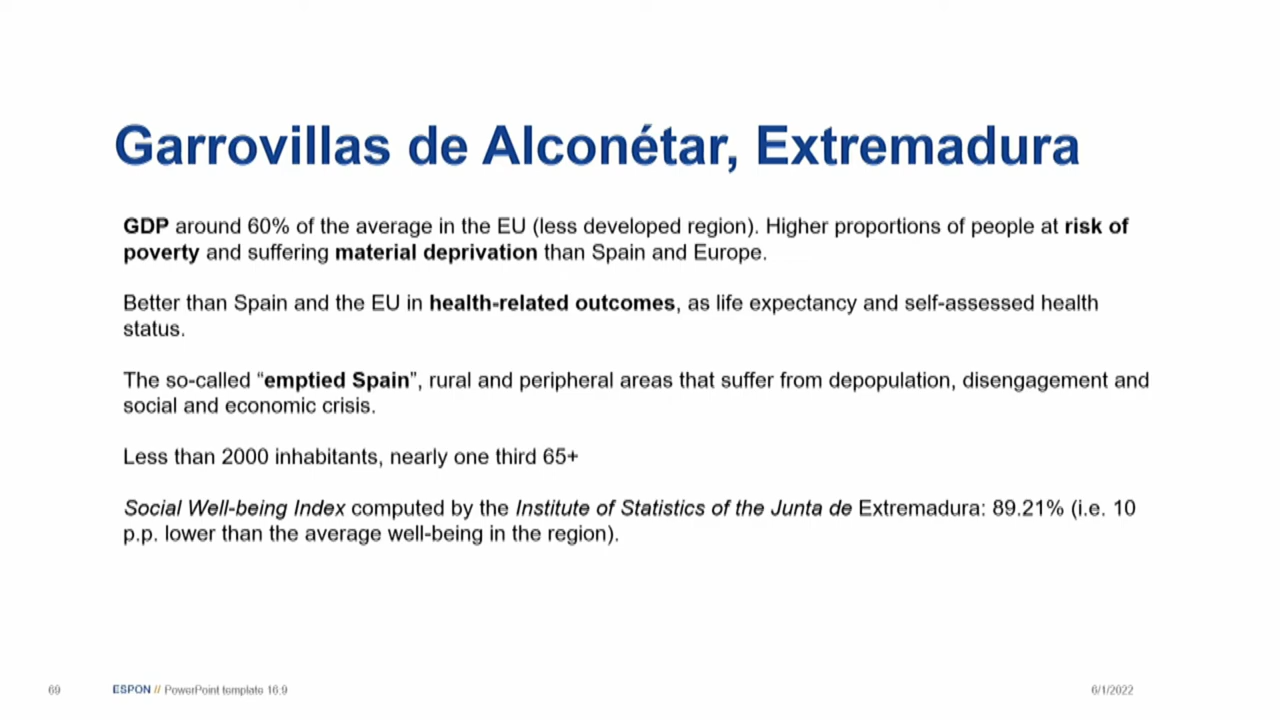 Garrovillas de Alconétar, Extremadura
GDP around 60% of the average in the EU (less developed region). Higher proportions of people at risk of
poverty and suffering material deprivation than Spain and Europe.
Better than Spain and the EU in health-related outcomes, as life expectancy and self-assessed health
status.
The so-called “emptied Spain”, rural and peripheral areas that suffer from depopulation, disengagement and
social and economic crisis.
Less than 2000 inhabitants, nearly one third 65+
Social Well-being Index computed by the Institute of Statistics of the Junta de Extremadura: 89.21% (i.e. 10
p.p. lower than the average well-being in the region).
69 ESPON // PowerPoint template 16.9 6/1/2022